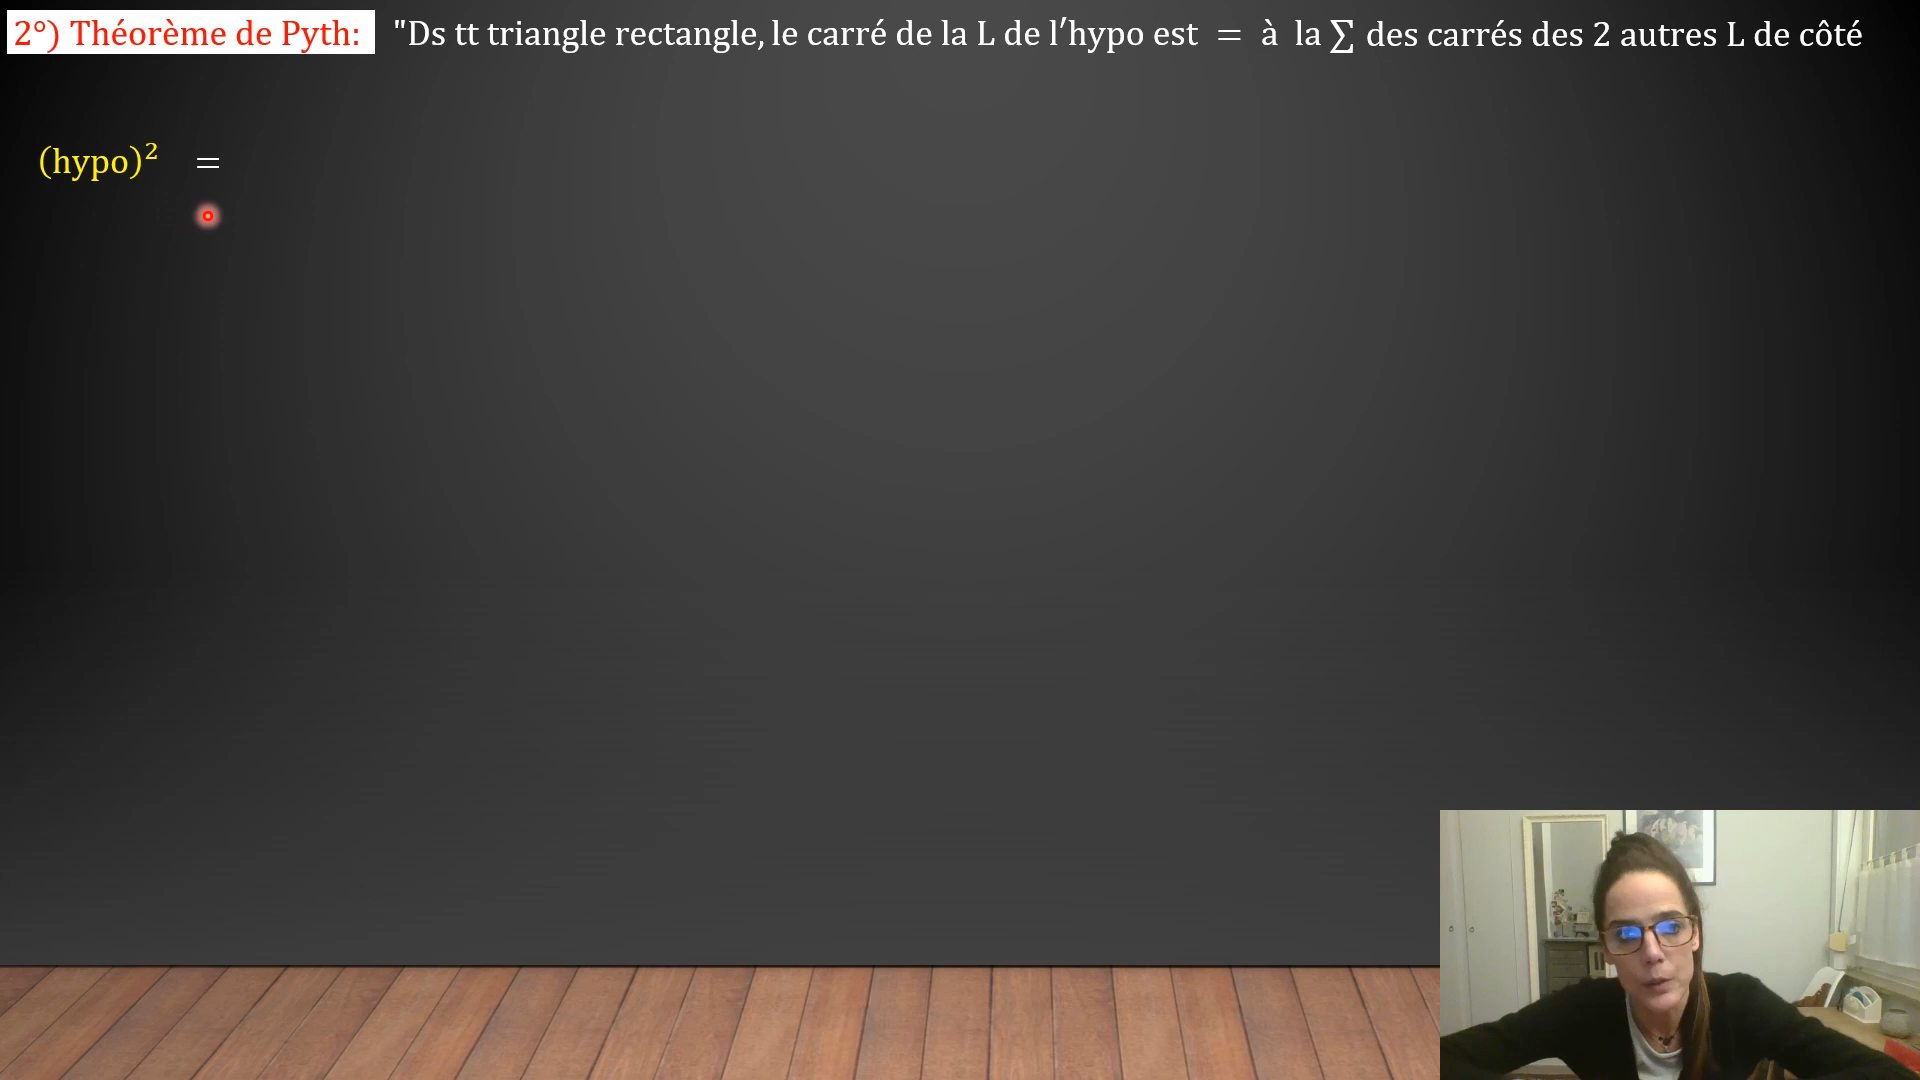 2°) Théorème de Pyth: "Ds tt triangle rectangle, le carré de la L de l′hypo est = à la ∑ des carrés des 2 autres L de côté
(hypo)² =